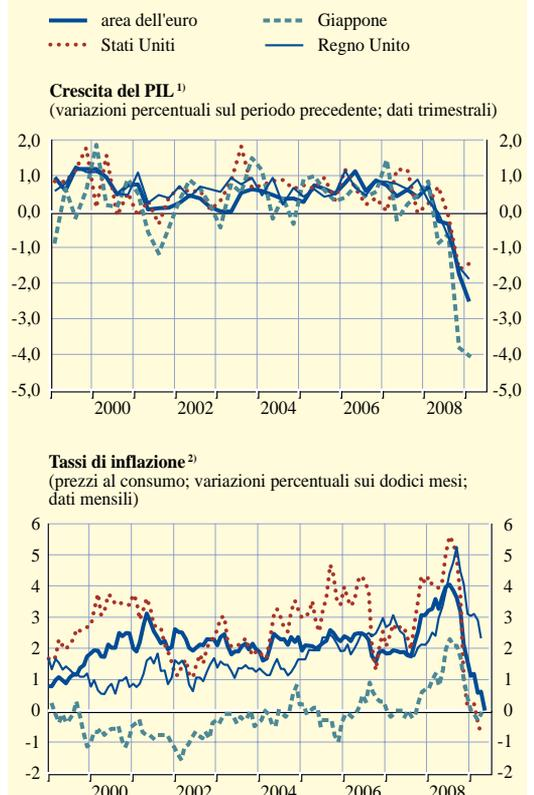 area dell'euro
Giappone
Stati Uniti
Regno Unito
Crescita del PIL 1)
(variazioni percentuali sul periodo precedente; dati trimestrali)
2,0 2,0
1,0 1,0
0,0 0,0
-1,0 -1,0
-2,0 -2,0
-3,0 -3,0
-4,0 -4,0
-5,0 -5,0
2000 2002 2004 2006 2008
Tassi di inflazione 2)
(prezzi al consumo; variazioni percentuali sui dodici mesi;
dati mensili)
6 6
5 5
4 4
3 3
2 2
1 1
0 0
-1 -1
-2 -2
2000 2002 2004 2006 2008